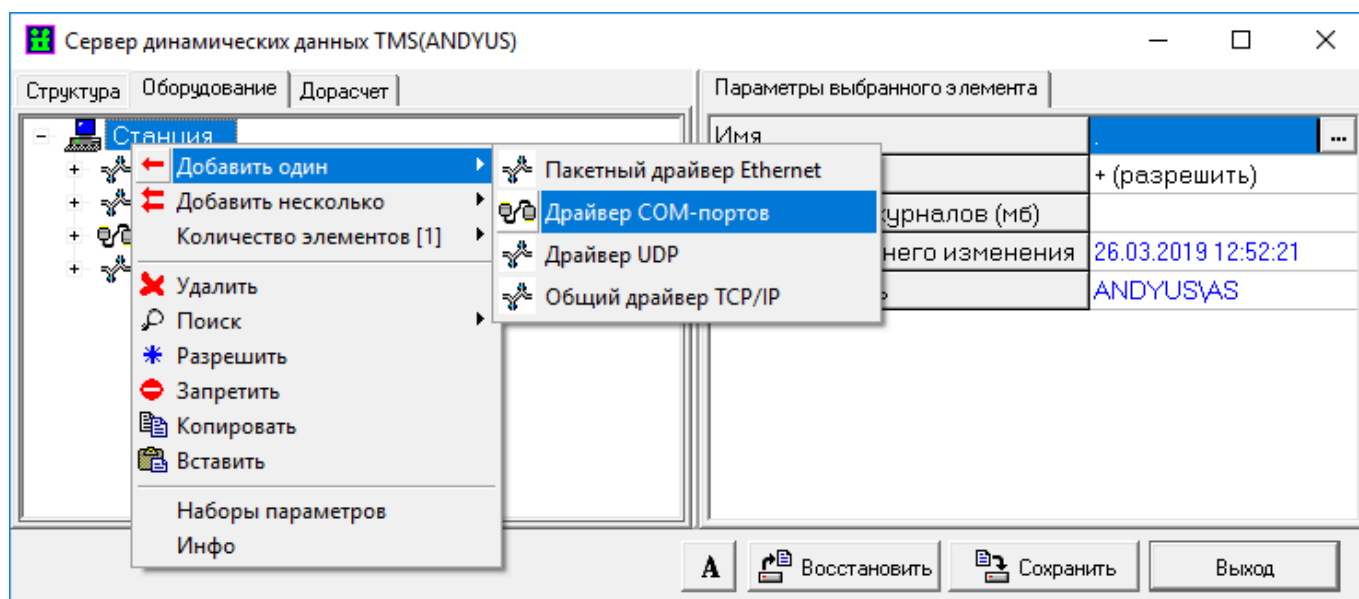 Сервер динамических данных TMS(ANDYUS)
Структура Оборудование Дорасчет
Параметры выбранного элемента
Станция
Имя . ...
Добавить один
Добавить несколько
Количество элементов [1]
Удалить
Поиск
Разрешить
Запретить
Копировать
Вставить
Наборы параметров
Инфо
Пакетный драйвер Ethernet
Драйвер COM-портов
Драйвер UDP
Общий драйвер TCP/IP
+ (разрешить)
(мб)
изменения 26.03.2019 12:52:21
ANDYUS\AS
A Восстановить Сохранить Выход